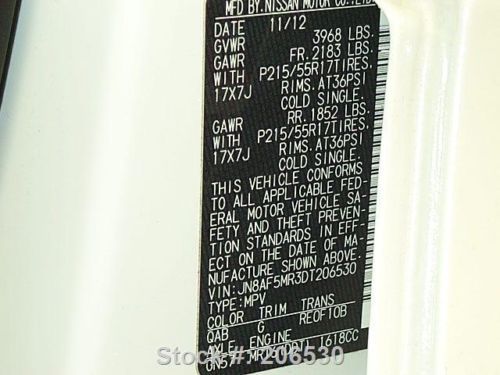 MFD. BY NISSAN MOTOR CO., LTD.
DATE 11/12
GVWR 3968 LBS.
GAWR FR. 2183 LBS.
WITH P215/55R17TIRES.
17X7J RIMS. AT36PSI
COLD SINGLE.
GAWR RR. 1852 LBS.
WITH P215/55R17TIRES.
17X7J RIMS. AT36PSI
COLD SINGLE.
THIS VEHICLE CONFORMS
TO ALL APPLICABLE FED-
ERAL MOTOR VEHICLE SA-
FETY AND THEFT PREVEN-
TION STANDARDS IN EFF-
ECT ON THE DATE OF MA-
NUFACTURE SHOWN ABOVE.
VIN: JN8AF5MR3DT206530
TYPE: MPV
COLOR TRIM TRANS
QAB G RE0F10B
AXLE ENGINE
1618CC
Stock #206530